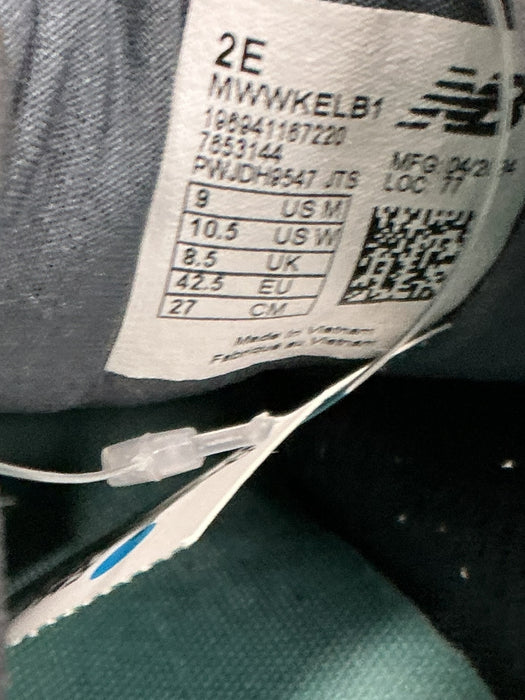 2E
MWWKELB1
196941167220
7853144
PWJDH9547 JTS
MFG: 04/2
LOC: 77
9 US M
10.5 US W
8.5 UK
42.5 EU
27 CM
Made in Vietnam
Fabriqué au Vietnam